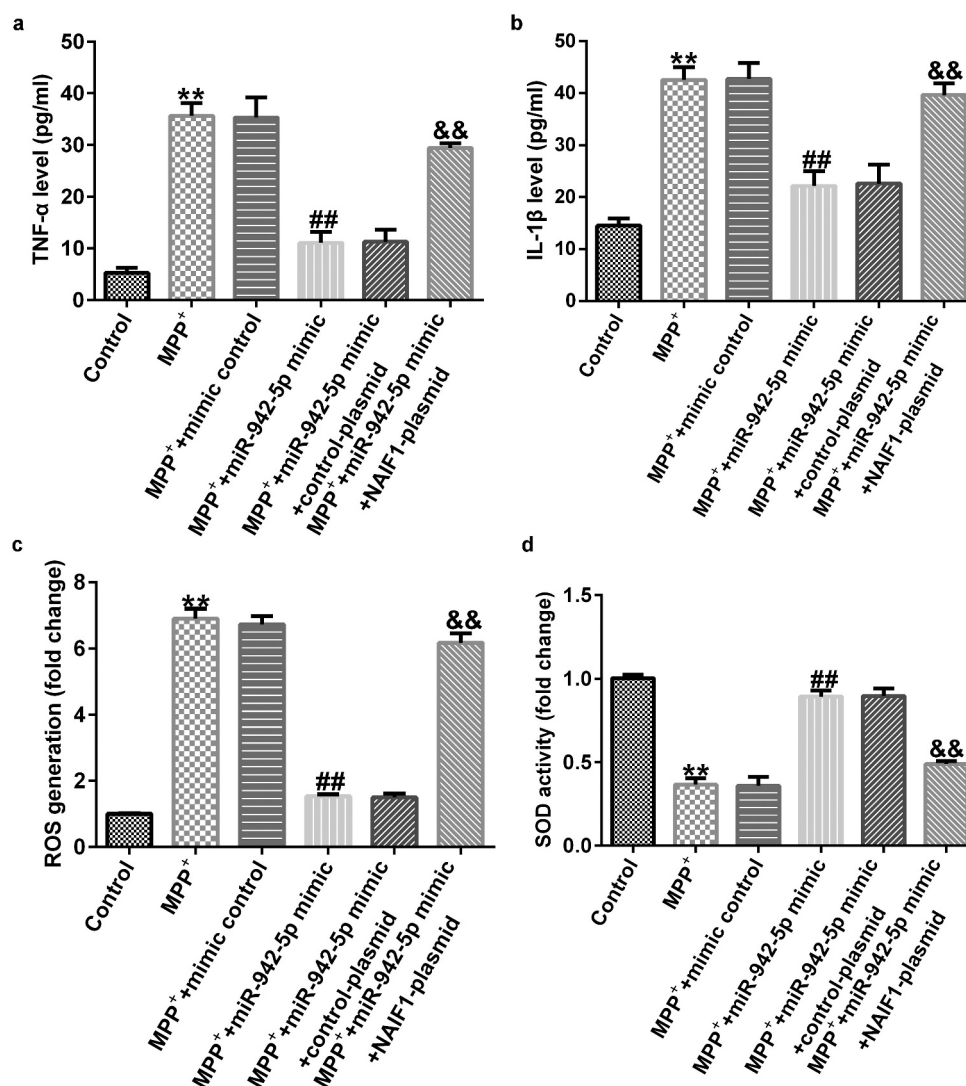 a
TNF-α level (pg/ml)
50
40
30
20
10
0
**
##
&&
Control
MPP+
MPP++mimic control
MPP++miR-942-5p mimic
MPP++miR-942-5p mimic
+control-plasmid
MPP++miR-942-5p mimic
+NAIF1-plasmid
b
IL-1β level (pg/ml)
50
40
30
20
10
0
**
##
&&
Control
MPP+
MPP++mimic control
MPP++miR-942-5p mimic
MPP++miR-942-5p mimic
+control-plasmid
MPP++miR-942-5p mimic
+NAIF1-plasmid
c
ROS generation (fold change)
8
6
4
2
0
**
##
&&
Control
MPP+
MPP++mimic control
MPP++miR-942-5p mimic
MPP++miR-942-5p mimic
+control-plasmid
MPP++miR-942-5p mimic
+NAIF1-plasmid
d
SOD activity (fold change)
1.5
1.0
0.5
0.0
**
##
&&
Control
MPP+
MPP++mimic control
MPP++miR-942-5p mimic
MPP++miR-942-5p mimic
+control-plasmid
MPP++miR-942-5p mimic
+NAIF1-plasmid